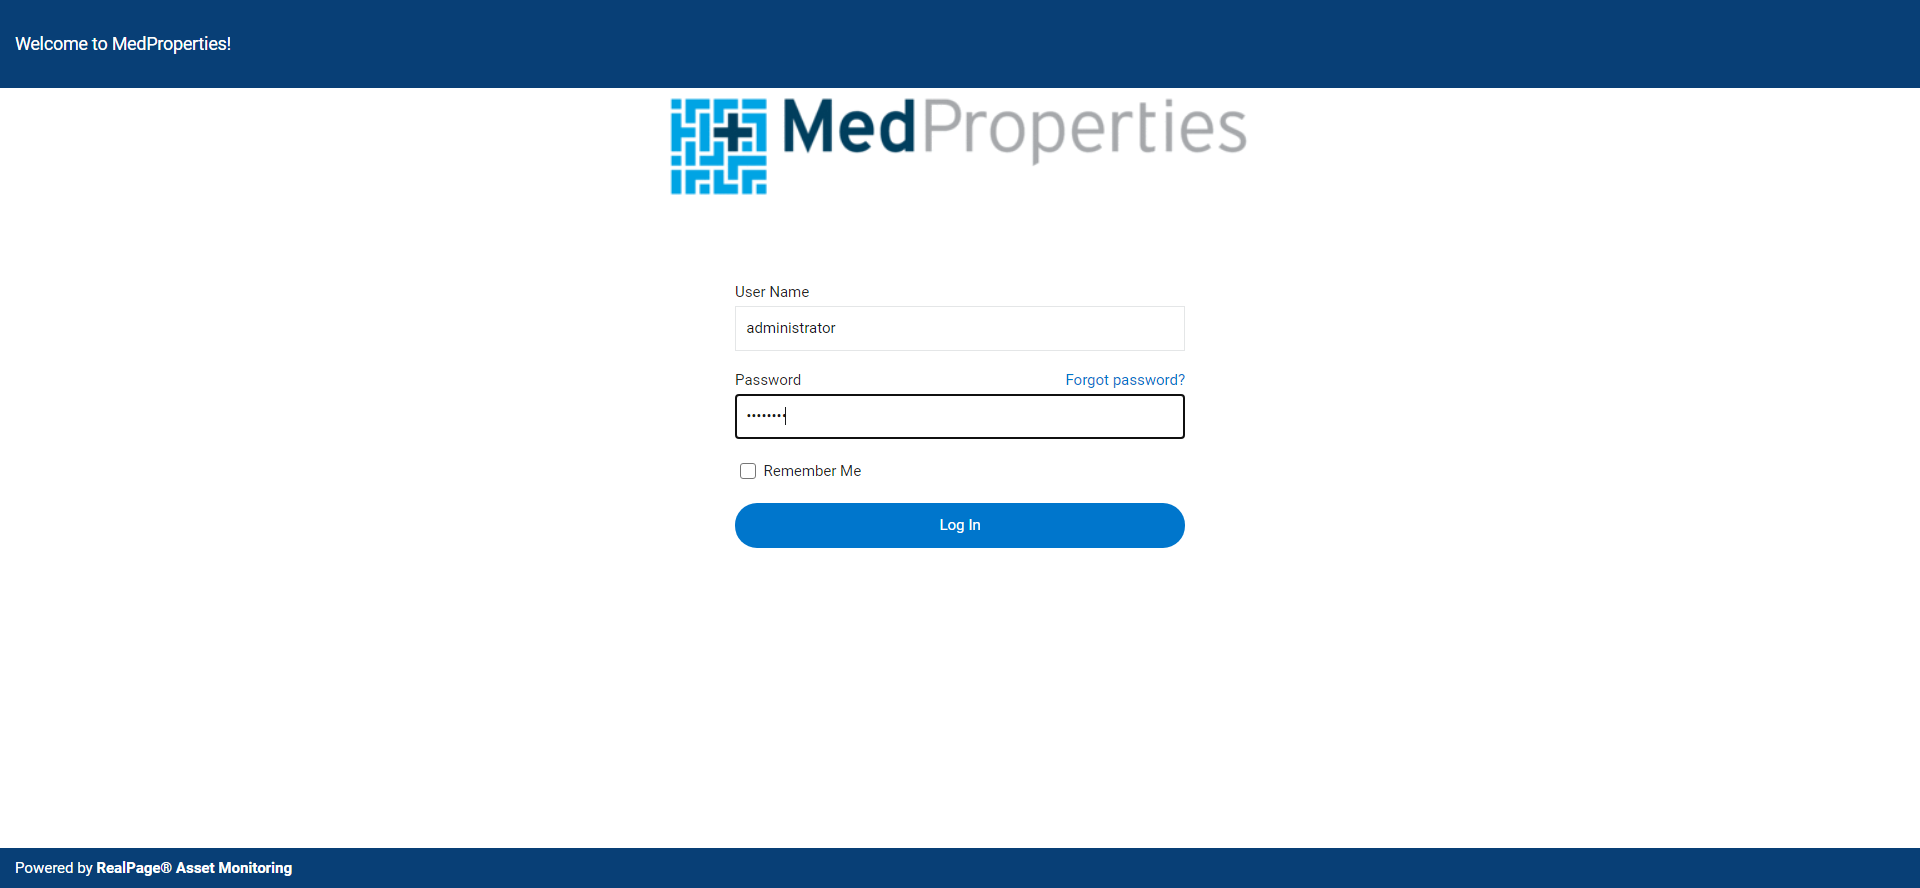 Welcome to MedProperties!
MedProperties
User Name
administrator
Password Forgot password?
••••••••
Remember Me
Log In
Powered by RealPage® Asset Monitoring